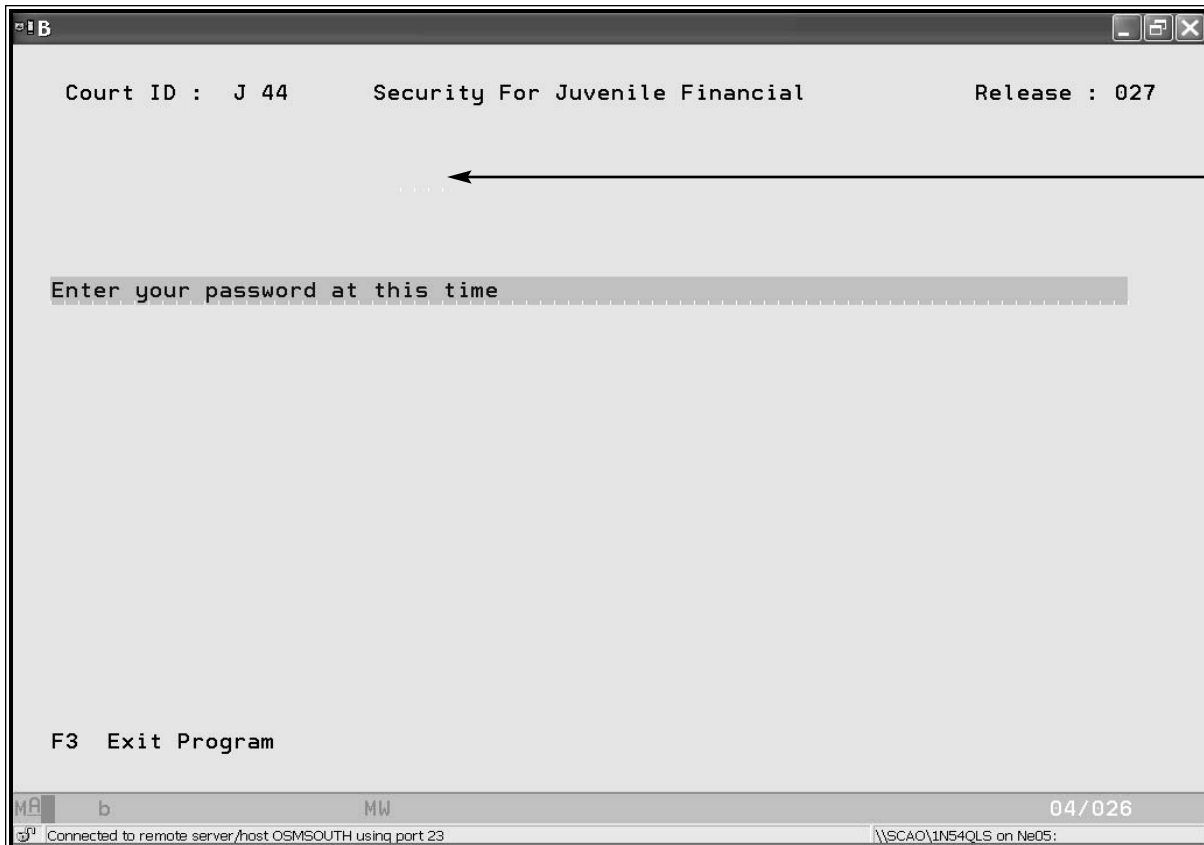 B
Court ID : J 44 Security For Juvenile Financial Release : 027
Enter your password at this time
F3 Exit Program
MA b MW 04/026
Connected to remote server/host OSMSOUTH using port 23 \\SCAO\1N54QLS on Ne05: